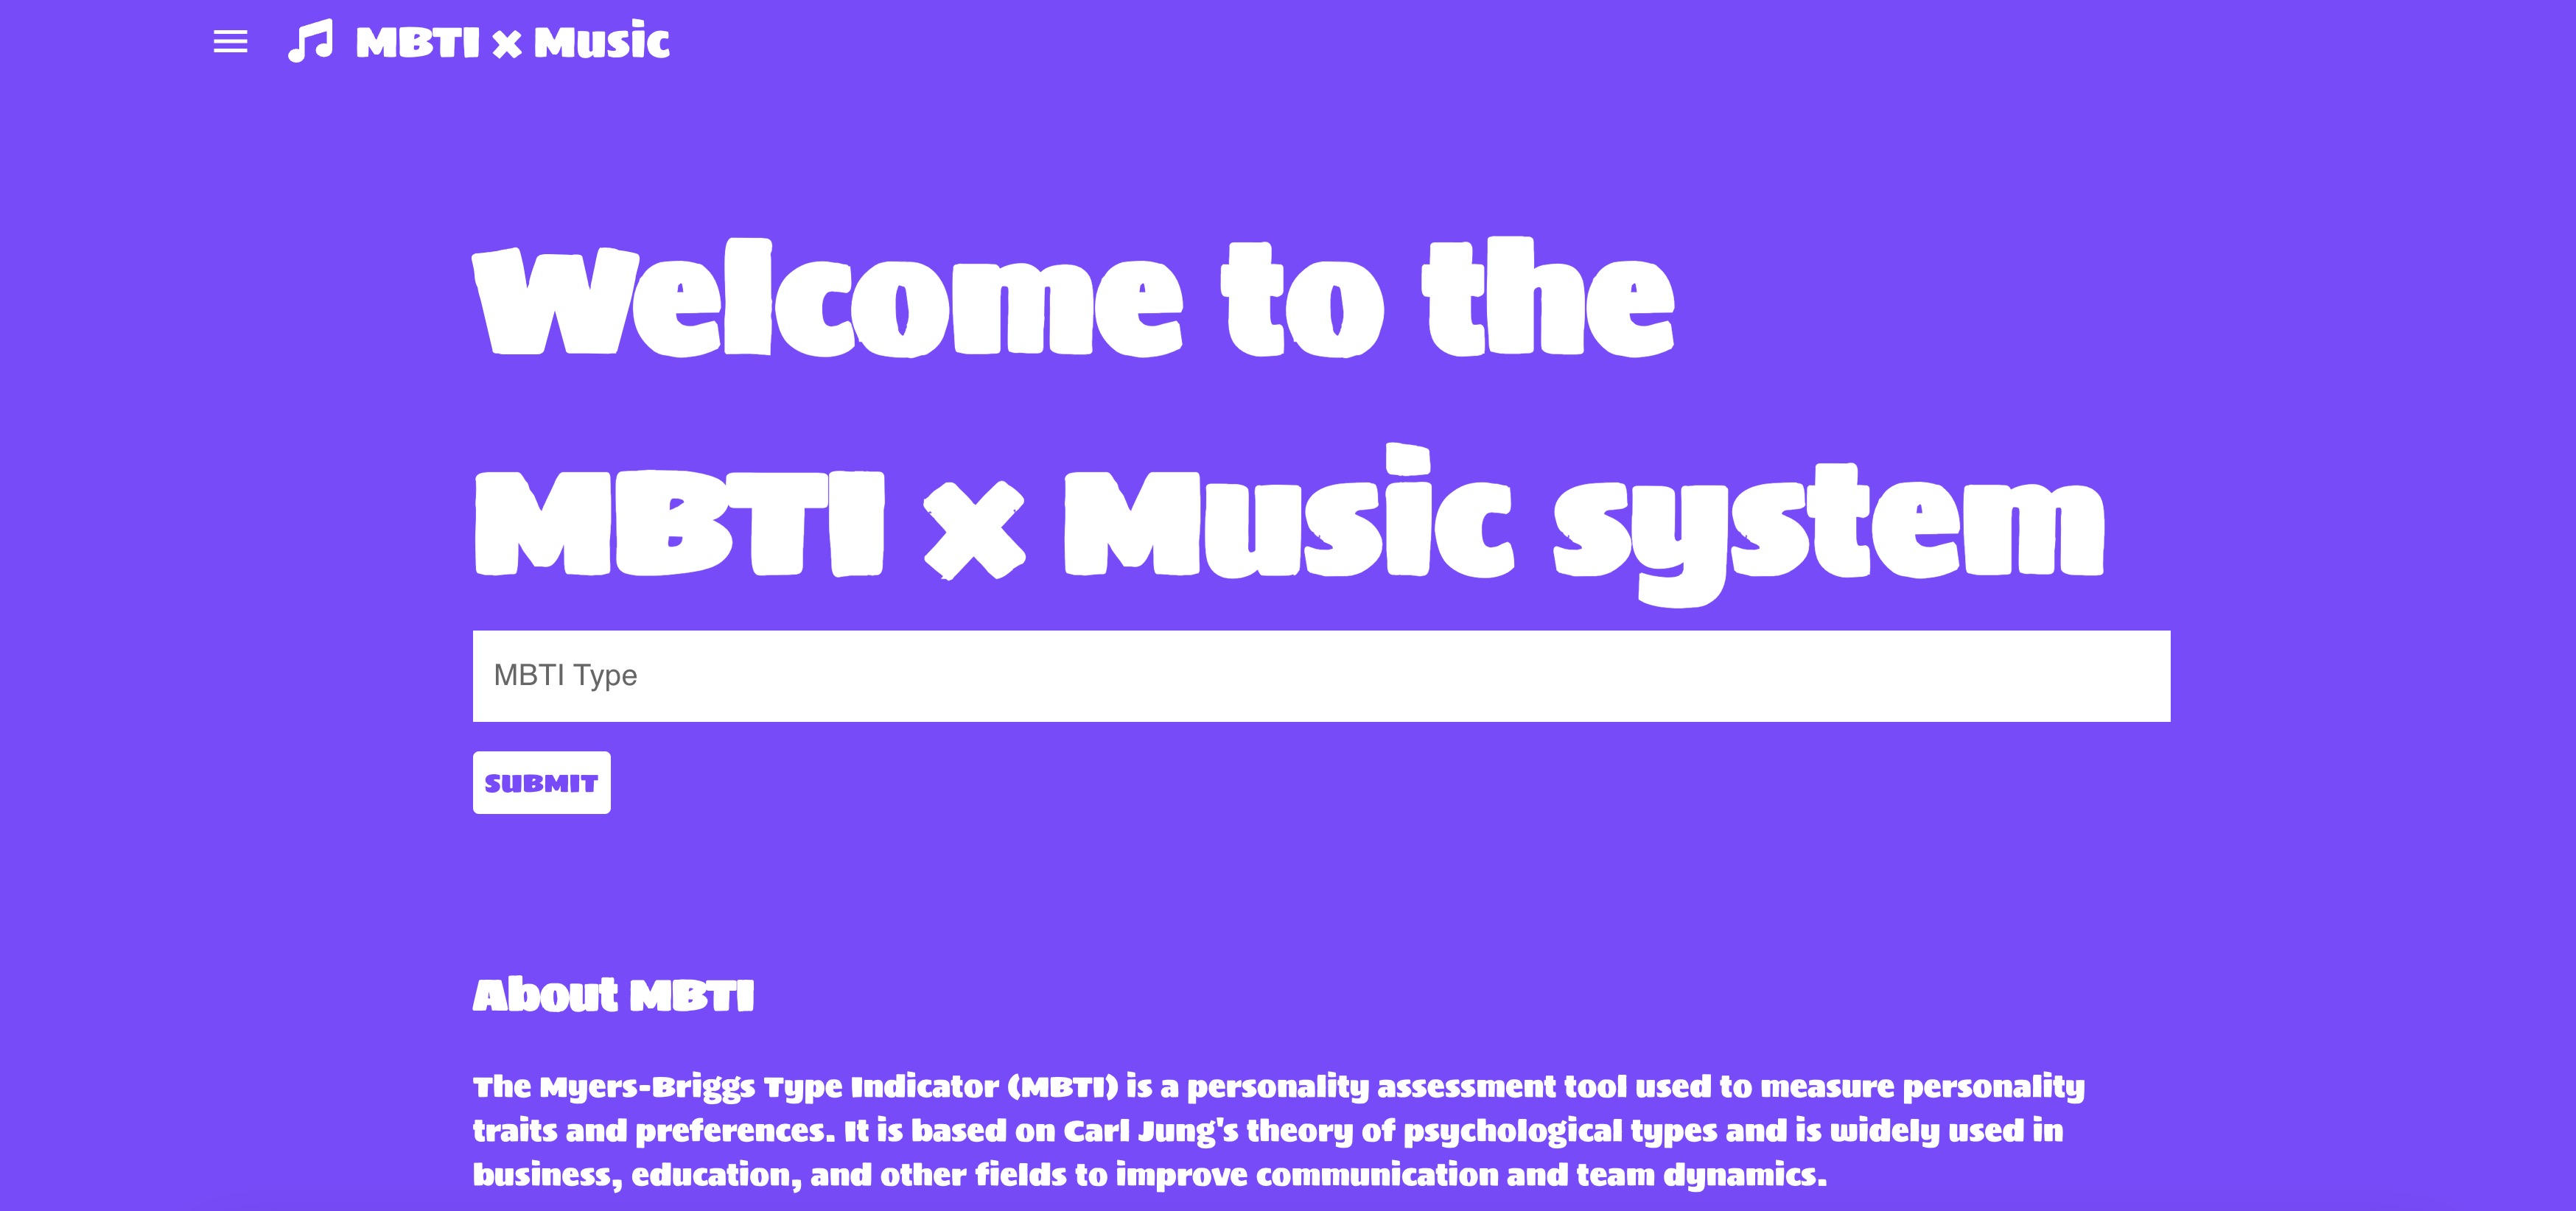 MBTI x Music
Welcome to the
MBTI x Music system
MBTI Type
SUBMIT
About MBTI
The Myers-Briggs Type Indicator (MBTI) is a personality assessment tool used to measure personality
traits and preferences. It is based on Carl Jung's theory of psychological types and is widely used in
business, education, and other fields to improve communication and team dynamics.